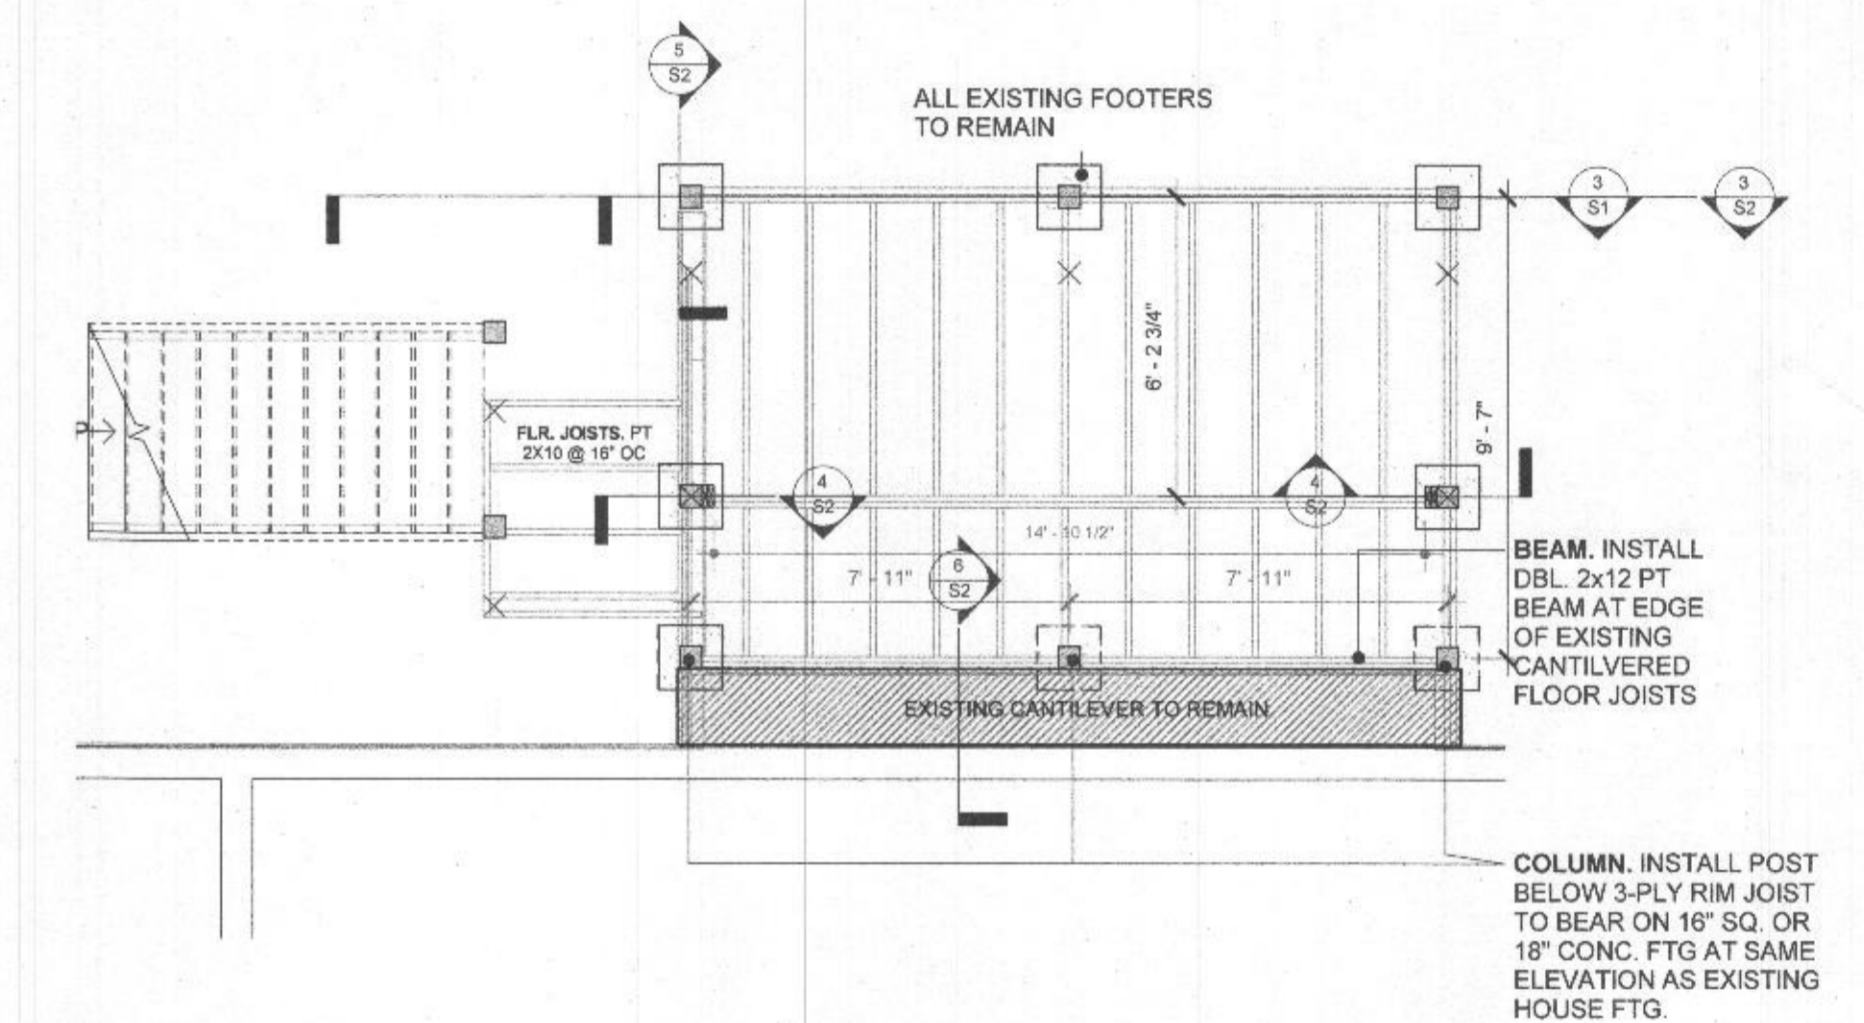 5
S2
ALL EXISTING FOOTERS
TO REMAIN
3
S1
3
S2
6' - 2 3/4"
9' - 7"
FLR. JOISTS. PT
2X10 @ 16" OC
4
S2
4
S2
14' - 10 1/2"
7' - 11"
6
S2
7' - 11"
BEAM. INSTALL
DBL. 2x12 PT
BEAM AT EDGE
OF EXISTING
CANTILVERED
FLOOR JOISTS
EXISTING CANTILEVER TO REMAIN
COLUMN. INSTALL POST
BELOW 3-PLY RIM JOIST
TO BEAR ON 16" SQ. OR
18" CONC. FTG AT SAME
ELEVATION AS EXISTING
HOUSE FTG.